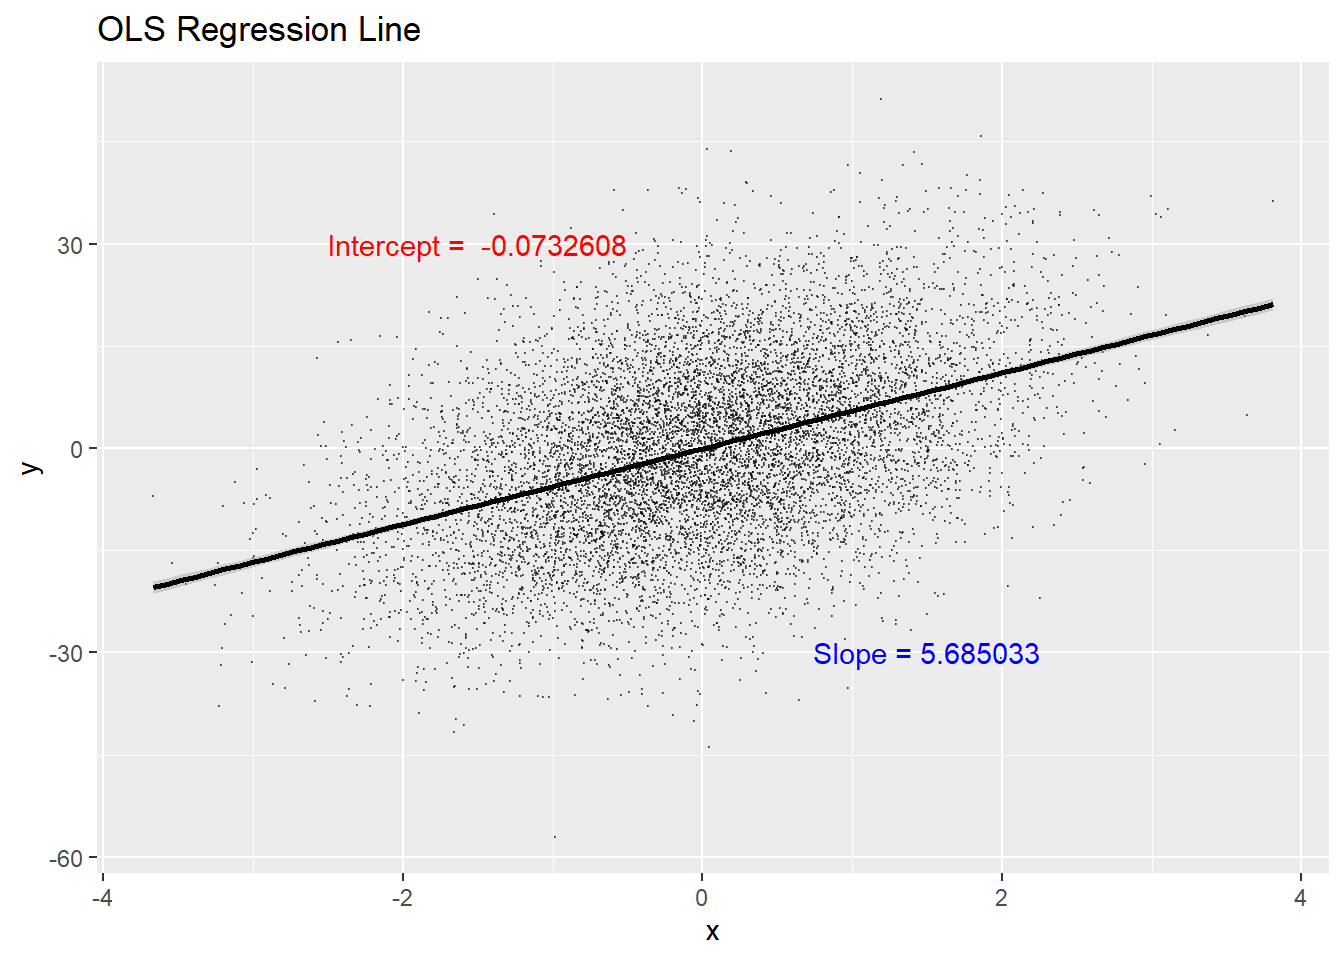 OLS Regression Line
Intercept =  -0.0732608
Slope = 5.685033
30
0
-30
-60
y
-4
-2
0
2
4
x